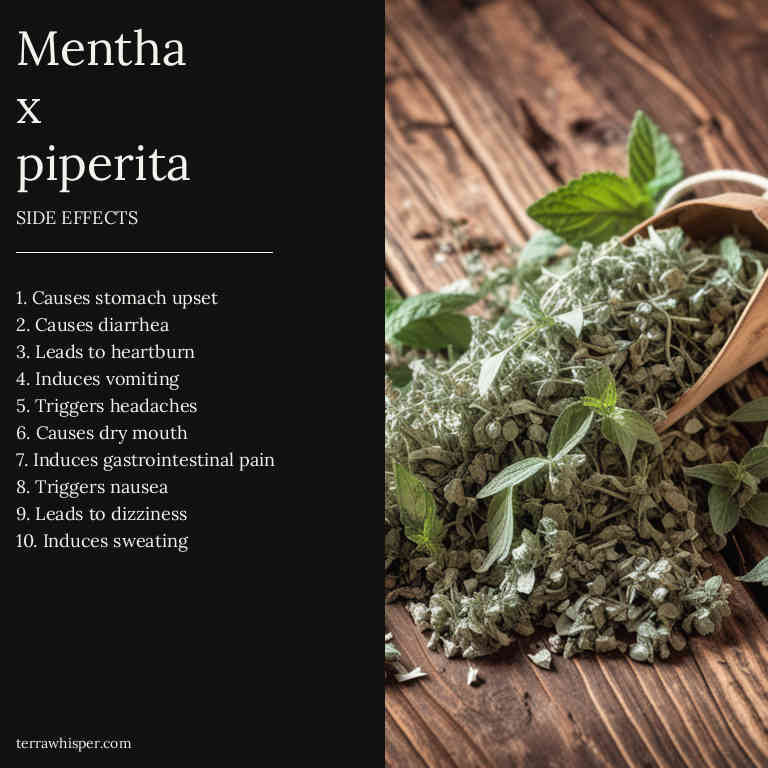 Mentha
x
piperita
SIDE EFFECTS
1. Causes stomach upset
2. Causes diarrhea
3. Leads to heartburn
4. Induces vomiting
5. Triggers headaches
6. Causes dry mouth
7. Induces gastrointestinal pain
8. Triggers nausea
9. Leads to dizziness
10. Induces sweating
terrawhisper.com